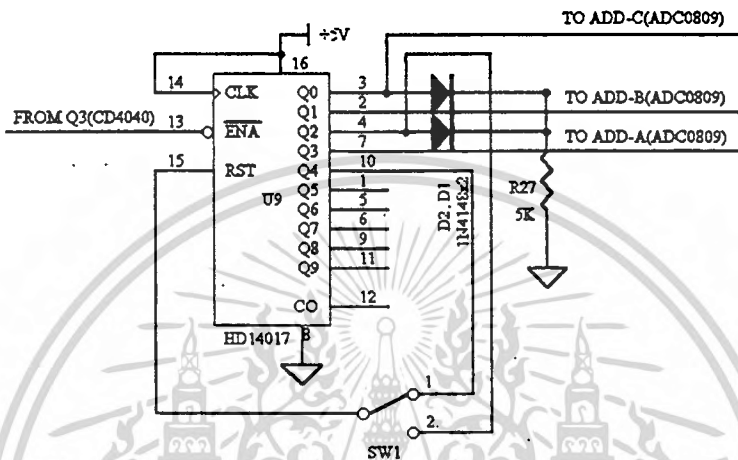 TO ADD-C(ADC0809)
+5V
16
14
CLK
Q0
3
Q1
2
TO ADD-B(ADC0809)
FROM Q3(CD4040)
13
ENA
Q2
4
TO ADD-A(ADC0809)
Q3
7
15
RST
Q4
10
U9
Q5
1
Q6
5
Q7
6
Q8
9
Q9
11
CO
12
D2, D1
1N4148x2
R27
5K
HD14017
8
1
2
SW1